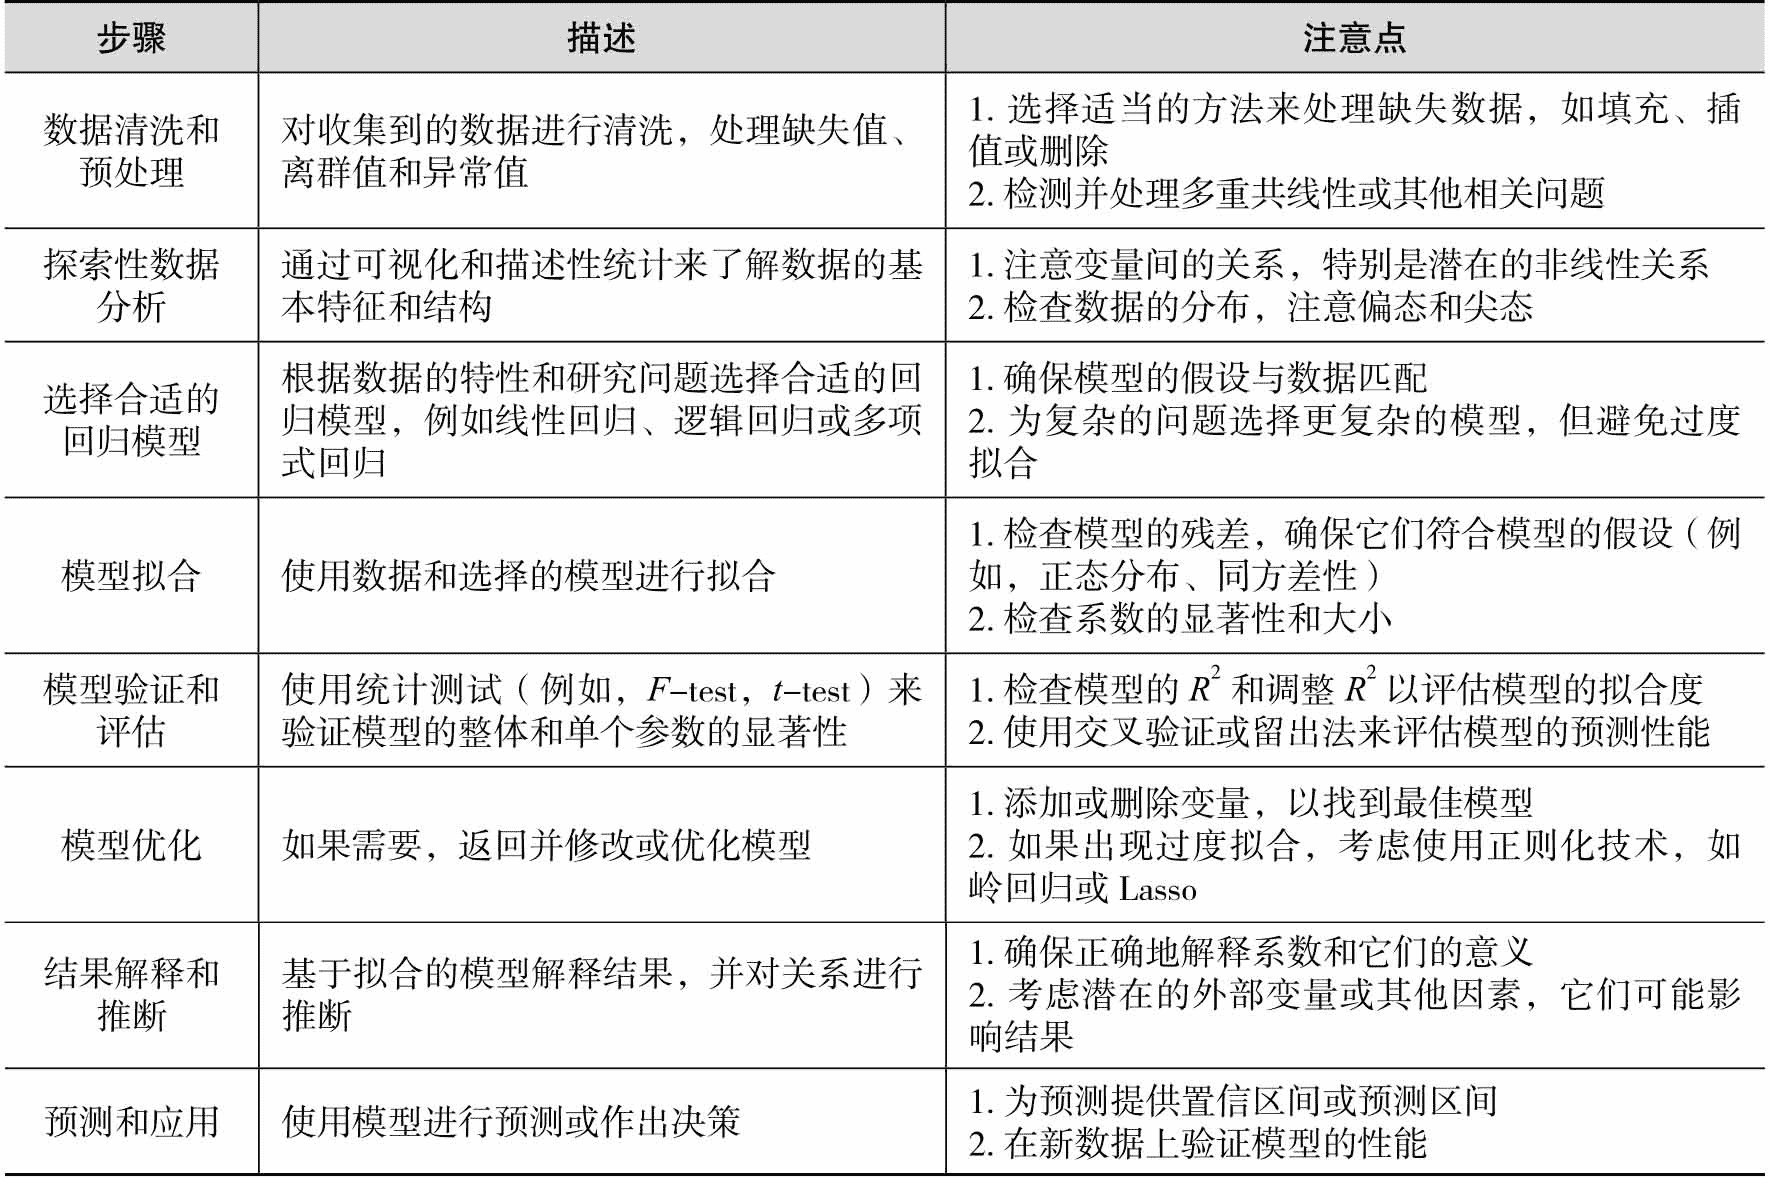 步骤 描述 注意点
数据清洗和
预处理
对收集到的数据进行清洗，处理缺失值、
离群值和异常值
1. 选择适当的方法来处理缺失数据，如填充、插
值或删除
2. 检测并处理多重共线性或其他相关问题
探索性数据
分析
通过可视化和描述性统计来了解数据的基
本特征和结构
1. 注意变量间的关系，特别是潜在的非线性关系
2. 检查数据的分布，注意偏态和尖态
选择合适的
回归模型
根据数据的特性和研究问题选择合适的回
归模型，例如线性回归、逻辑回归或多项
式回归
1. 确保模型的假设与数据匹配
2. 为复杂的问题选择更复杂的模型，但避免过度
拟合
模型拟合
使用数据和选择的模型进行拟合
1. 检查模型的残差，确保它们符合模型的假设（例
如，正态分布、同方差性）
2. 检查系数的显著性和大小
模型验证和
评估
使用统计测试（例如，F-test，t-test）来
验证模型的整体和单个参数的显著性
1. 检查模型的 R² 和调整 R² 以评估模型的拟合度
2. 使用交叉验证或留出法来评估模型的预测性能
模型优化
如果需要，返回并修改或优化模型
1. 添加或删除变量，以找到最佳模型
2. 如果出现过度拟合，考虑使用正则化技术，如
岭回归或 Lasso
结果解释和
推断
基于拟合的模型解释结果，并对关系进行
推断
1. 确保正确地解释系数和它们的意义
2. 考虑潜在的外部变量或其他因素，它们可能影
响结果
预测和应用
使用模型进行预测或作出决策
1. 为预测提供置信区间或预测区间
2. 在新数据上验证模型的性能